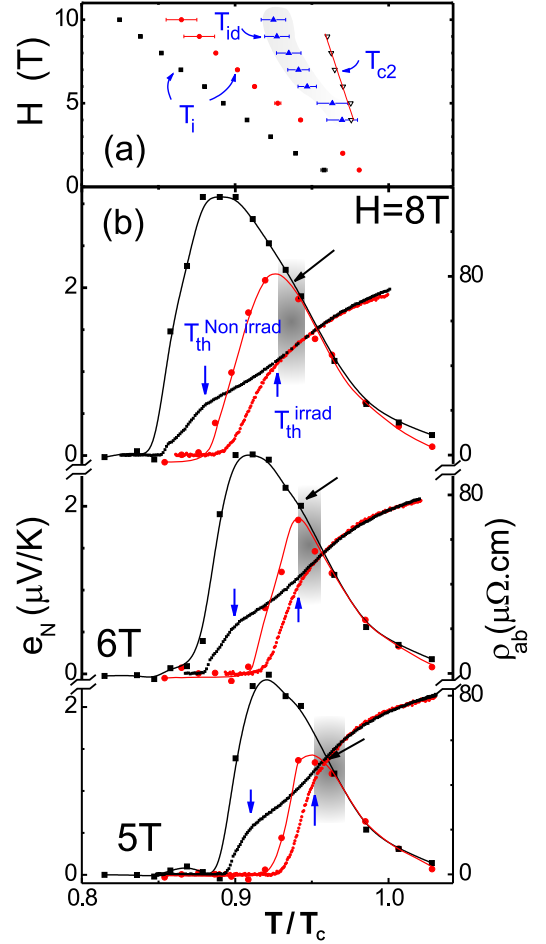 10
5
0
H (T)
T_id
T_c2
T_i
(a)
(b)
H=8T
2
0
80
0
T_th^Non irrad
T_th^irrad
2
0
80
0
6T
e_N (μV/K)
ρ_ab (μΩ.cm)
2
0
80
0
5T
0.8
0.9
1.0
T/T_c